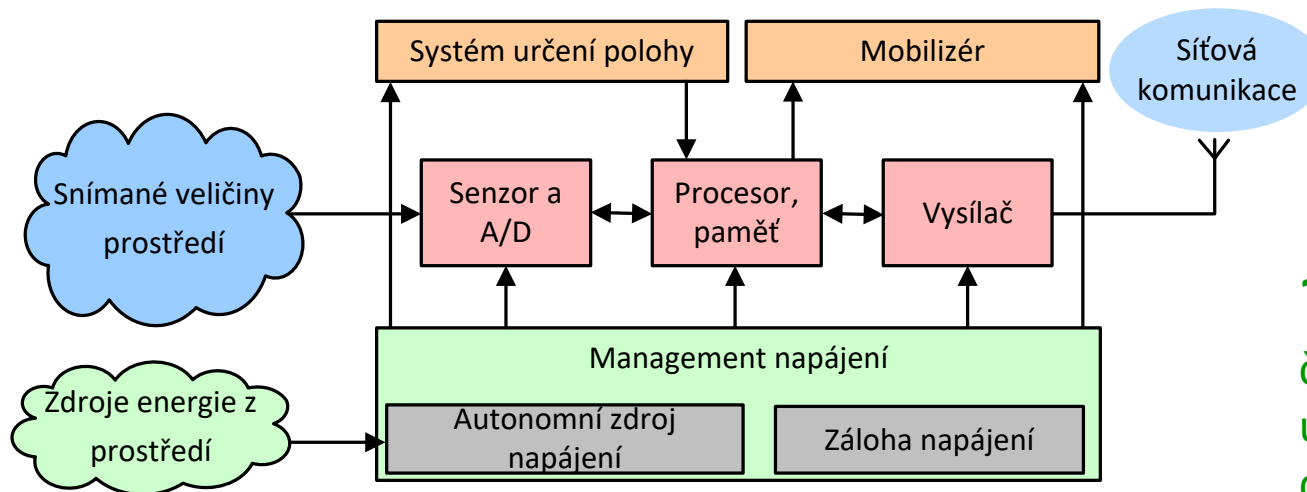 Systém určení polohy
Mobilizér
Síťová
komunikace
Snímané veličiny
prostředí
Senzor a
A/D
Procesor,
paměť
Vysílač
Management napájení
Zdroje energie z
prostředí
Autonomní zdroj
napájení
Záloha napájení